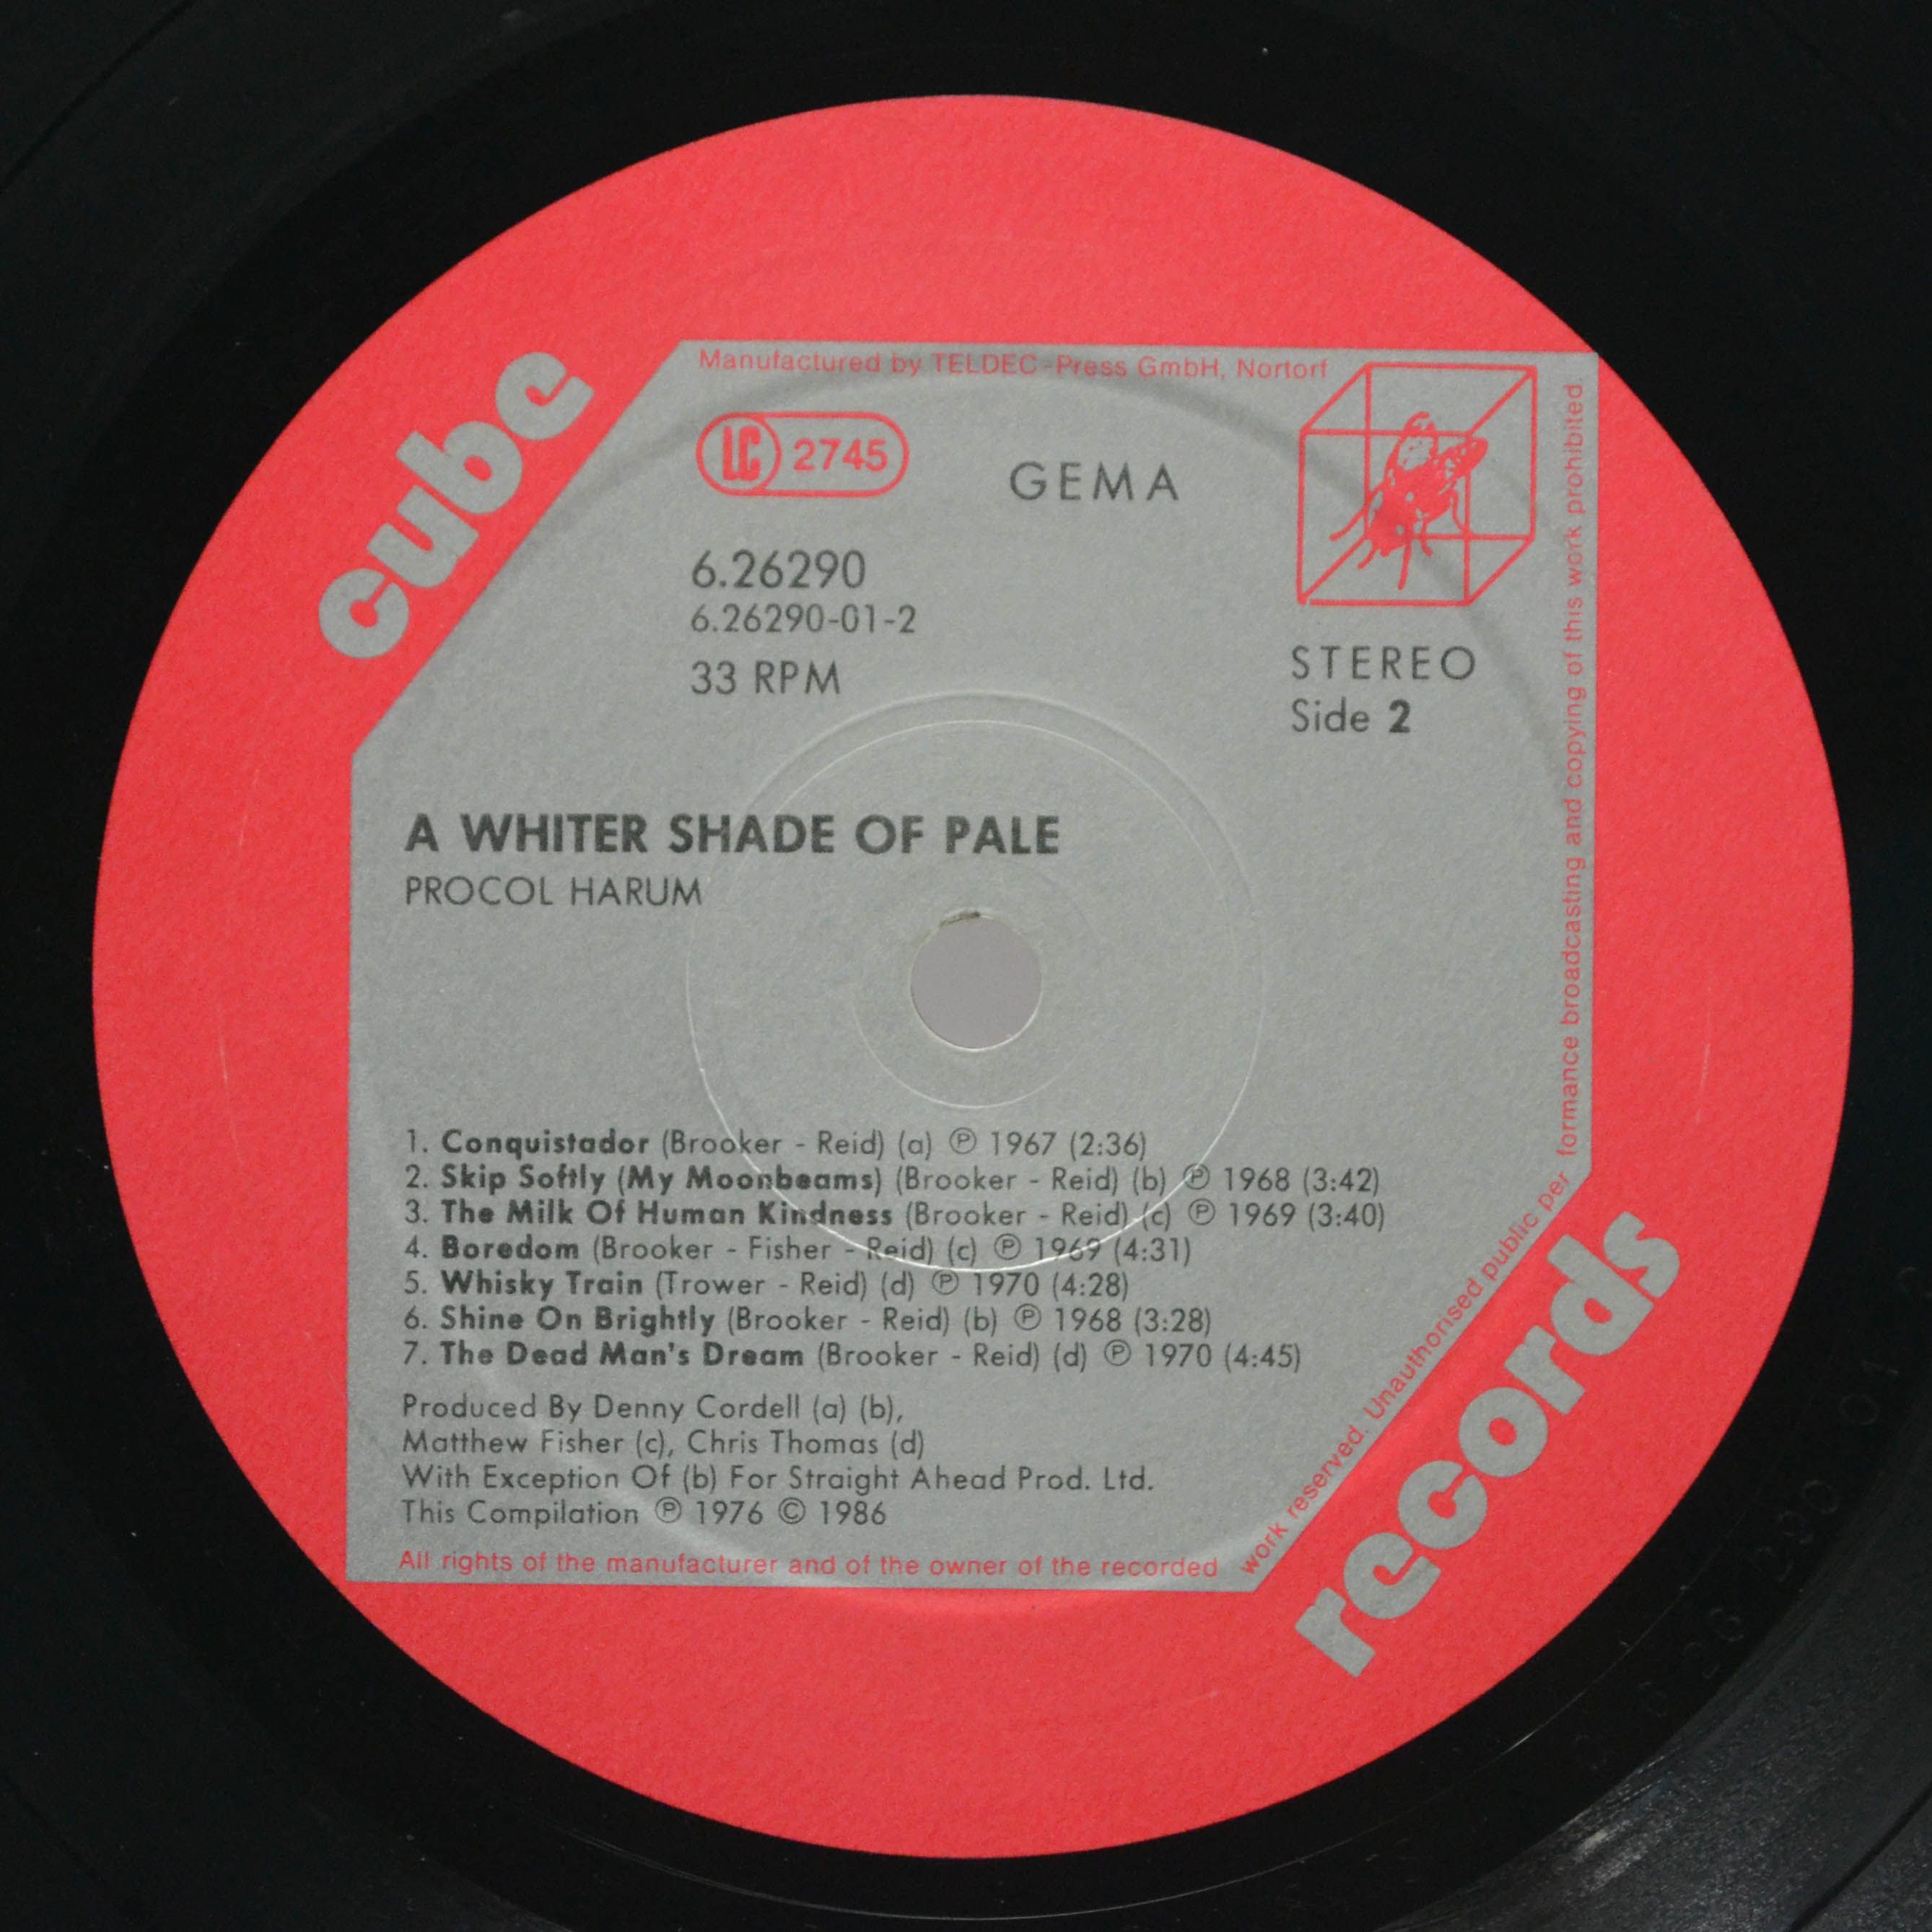 cube
Manufactured by TELDEC-Press GmbH, Nortorf
LC 2745
GEMA
6.26290
6.26290-01-2
33 RPM
STEREO
Side 2
A WHITER SHADE OF PALE
PROCOL HARUM
1. Conquistador (Brooker - Reid) (a) ℗ 1967 (2:36)
2. Skip Softly (My Moonbeams) (Brooker - Reid) (b) ℗ 1968 (3:42)
3. The Milk Of Human Kindness (Brooker - Reid) (c) ℗ 1969 (3:40)
4. Boredom (Brooker - Fisher - Reid) (c) ℗ 1969 (4:31)
5. Whisky Train (Trower - Reid) (d) ℗ 1970 (4:28)
6. Shine On Brightly (Brooker - Reid) (b) ℗ 1968 (3:28)
7. The Dead Man's Dream (Brooker - Reid) (d) ℗ 1970 (4:45)
Produced By Denny Cordell (a) (b),
Matthew Fisher (c), Chris Thomas (d)
With Exception Of (b) For Straight Ahead Prod. Ltd.
This Compilation ℗ 1976 © 1986
All rights of the manufacturer and of the owner of the recorded
work reserved. Unauthorised public per
formance broadcasting and copying of this work prohibited.
records